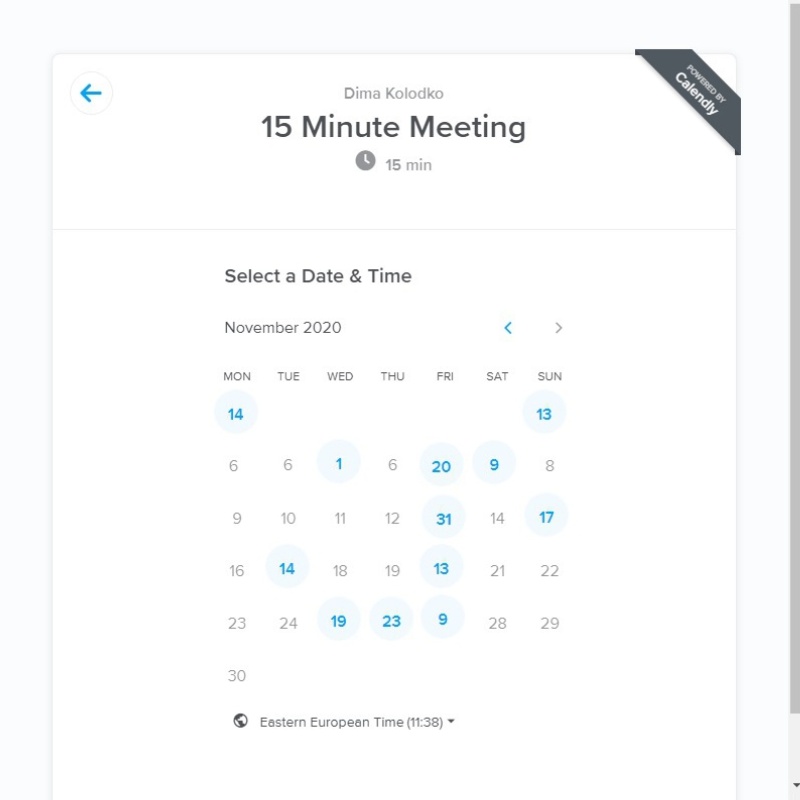 POWERED BY
Calendly
Dima Kolodko
15 Minute Meeting
15 min
Select a Date & Time
November 2020
MON TUE WED THU FRI SAT SUN
14 13
6 6 1 6 20 9 8
9 10 11 12 31 14 17
16 14 18 19 13 21 22
23 24 19 23 9 28 29
30
Eastern European Time (11:38)